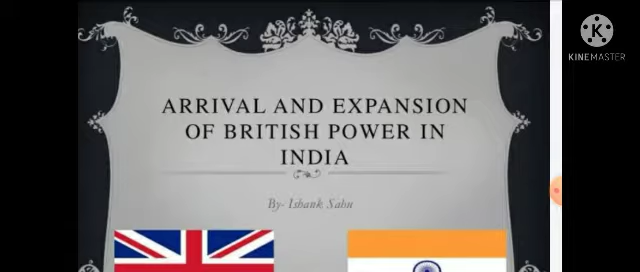 ARRIVAL AND EXPANSION
OF BRITISH POWER IN
INDIA
By- Ishank Sahu
K
KINEMASTER